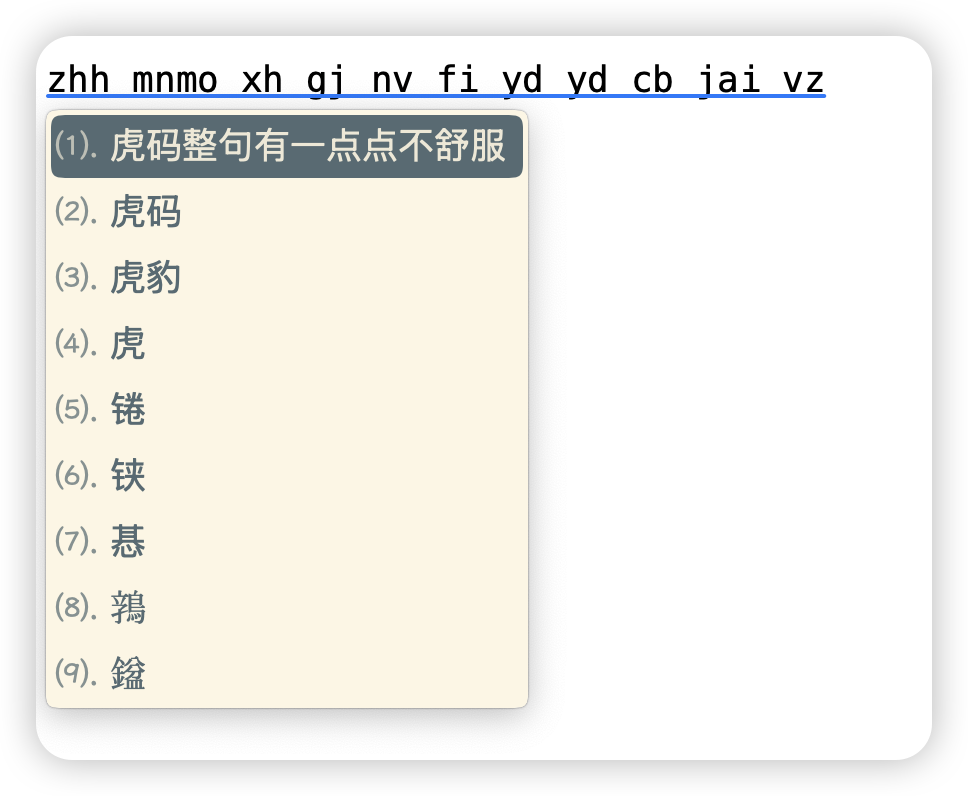 zhh mnmo xh gj nv fi yd yd cb jai vz
(1). 虎码整句有一点点不舒服
(2). 虎码
(3). 虎豹
(4). 虎
(5). 锩
(6). 铗
(7). 惎
(8). 鶉
(9). 鎰